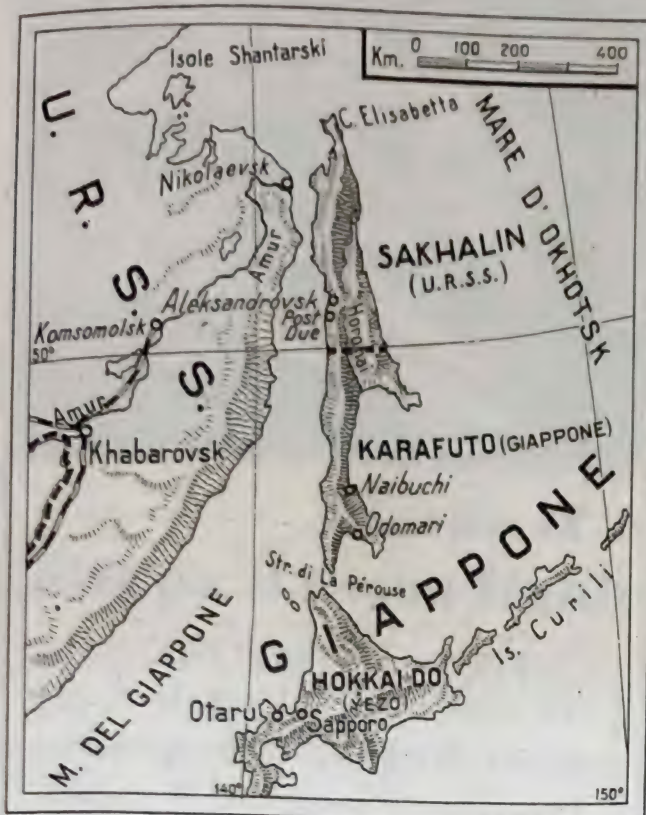 Km. 0 100 200 400
Isole Shantarski
C. Elisabetta
MARE D'OKHOTSK
U. R. S. S.
Nikolaevsk
Amur
SAKHALIN
(U.R.S.S.)
Aleksandrovsk
Post
Due
Komsomolsk
Horonai
50°
Amur
Khabarovsk
KARAFUTO (GIAPPONE)
Naibuchi
Odomari
Str. di La Pérouse
GIAPPONE
Is. Curili
M. DEL GIAPPONE
HOKKAIDO
(YEZO)
Otaru
Sapporo
140°
150°